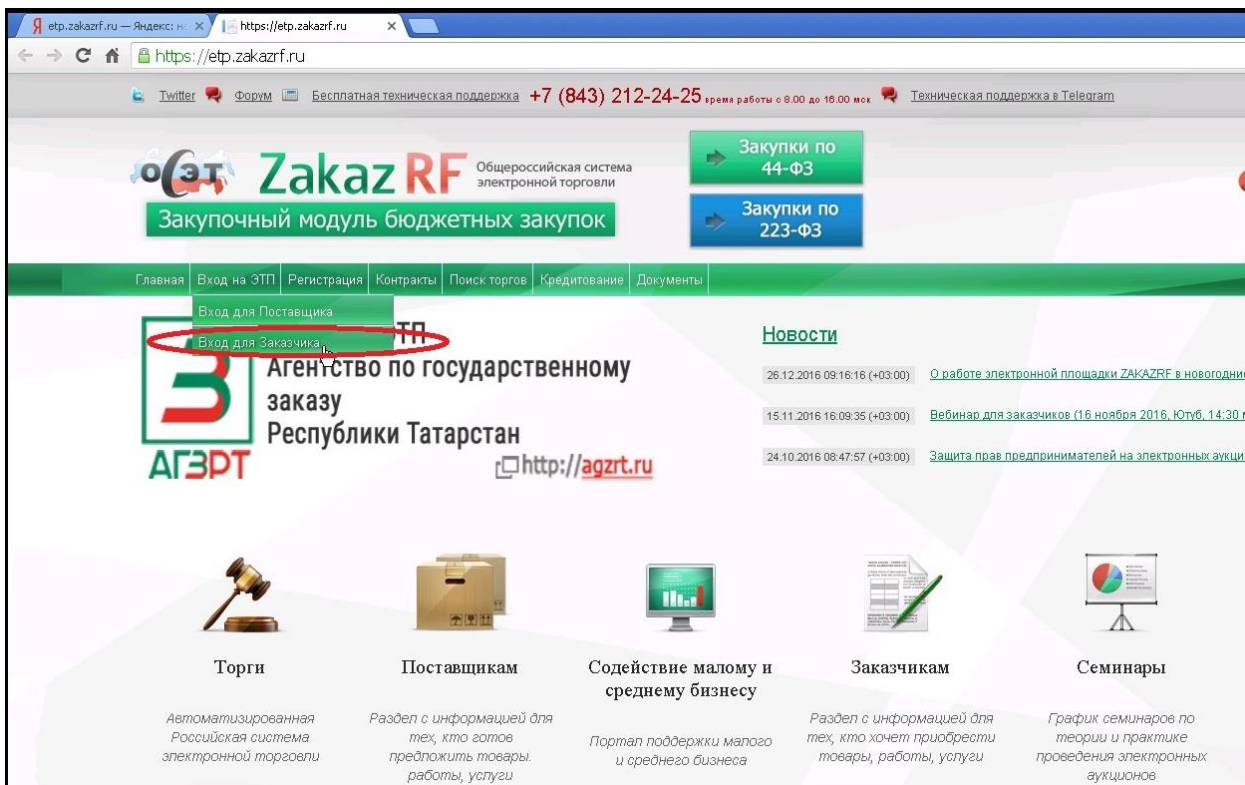 etp.zakazrf.ru — Яндекс: н
https://etp.zakazrf.ru
https://etp.zakazrf.ru
Twitter Форум Бесплатная техническая поддержка +7 (843) 212-24-25 время работы с 8.00 до 16.00 мск Техническая поддержка в Telegram
осэт ZakazRF Общероссийская система
электронной торговли
Закупочный модуль бюджетных закупок
Закупки по
44-ФЗ
Закупки по
223-ФЗ
Главная Вход на ЭТП Регистрация Контракты Поиск торгов Кредитование Документы
Вход для Поставщика
Вход для Заказчика
ТП
Агентство по государственному
заказу
Республики Татарстан
http://agzrt.ru
АГЗРТ
Новости
26.12.2016 09:16:16 (+03:00) О работе электронной площадки ZAKAZRF в новогодние
15.11.2016 16:09:35 (+03:00) Вебинар для заказчиков (16 ноября 2016, Ютуб, 14:30
24.10.2016 08:47:57 (+03:00) Защита прав предпринимателей на электронных аукци
Торги
Автоматизированная
Российская система
электронной торговли
Поставщикам
Раздел с информацией для
тех, кто готов
предложить товары,
работы, услуги
Содействие малому и
среднему бизнесу
Портал поддержки малого
и среднего бизнеса
Заказчикам
Раздел с информацией для
тех, кто хочет приобрести
товары, работы, услуги
Семинары
График семинаров по
теории и практике
проведения электронных
аукционов